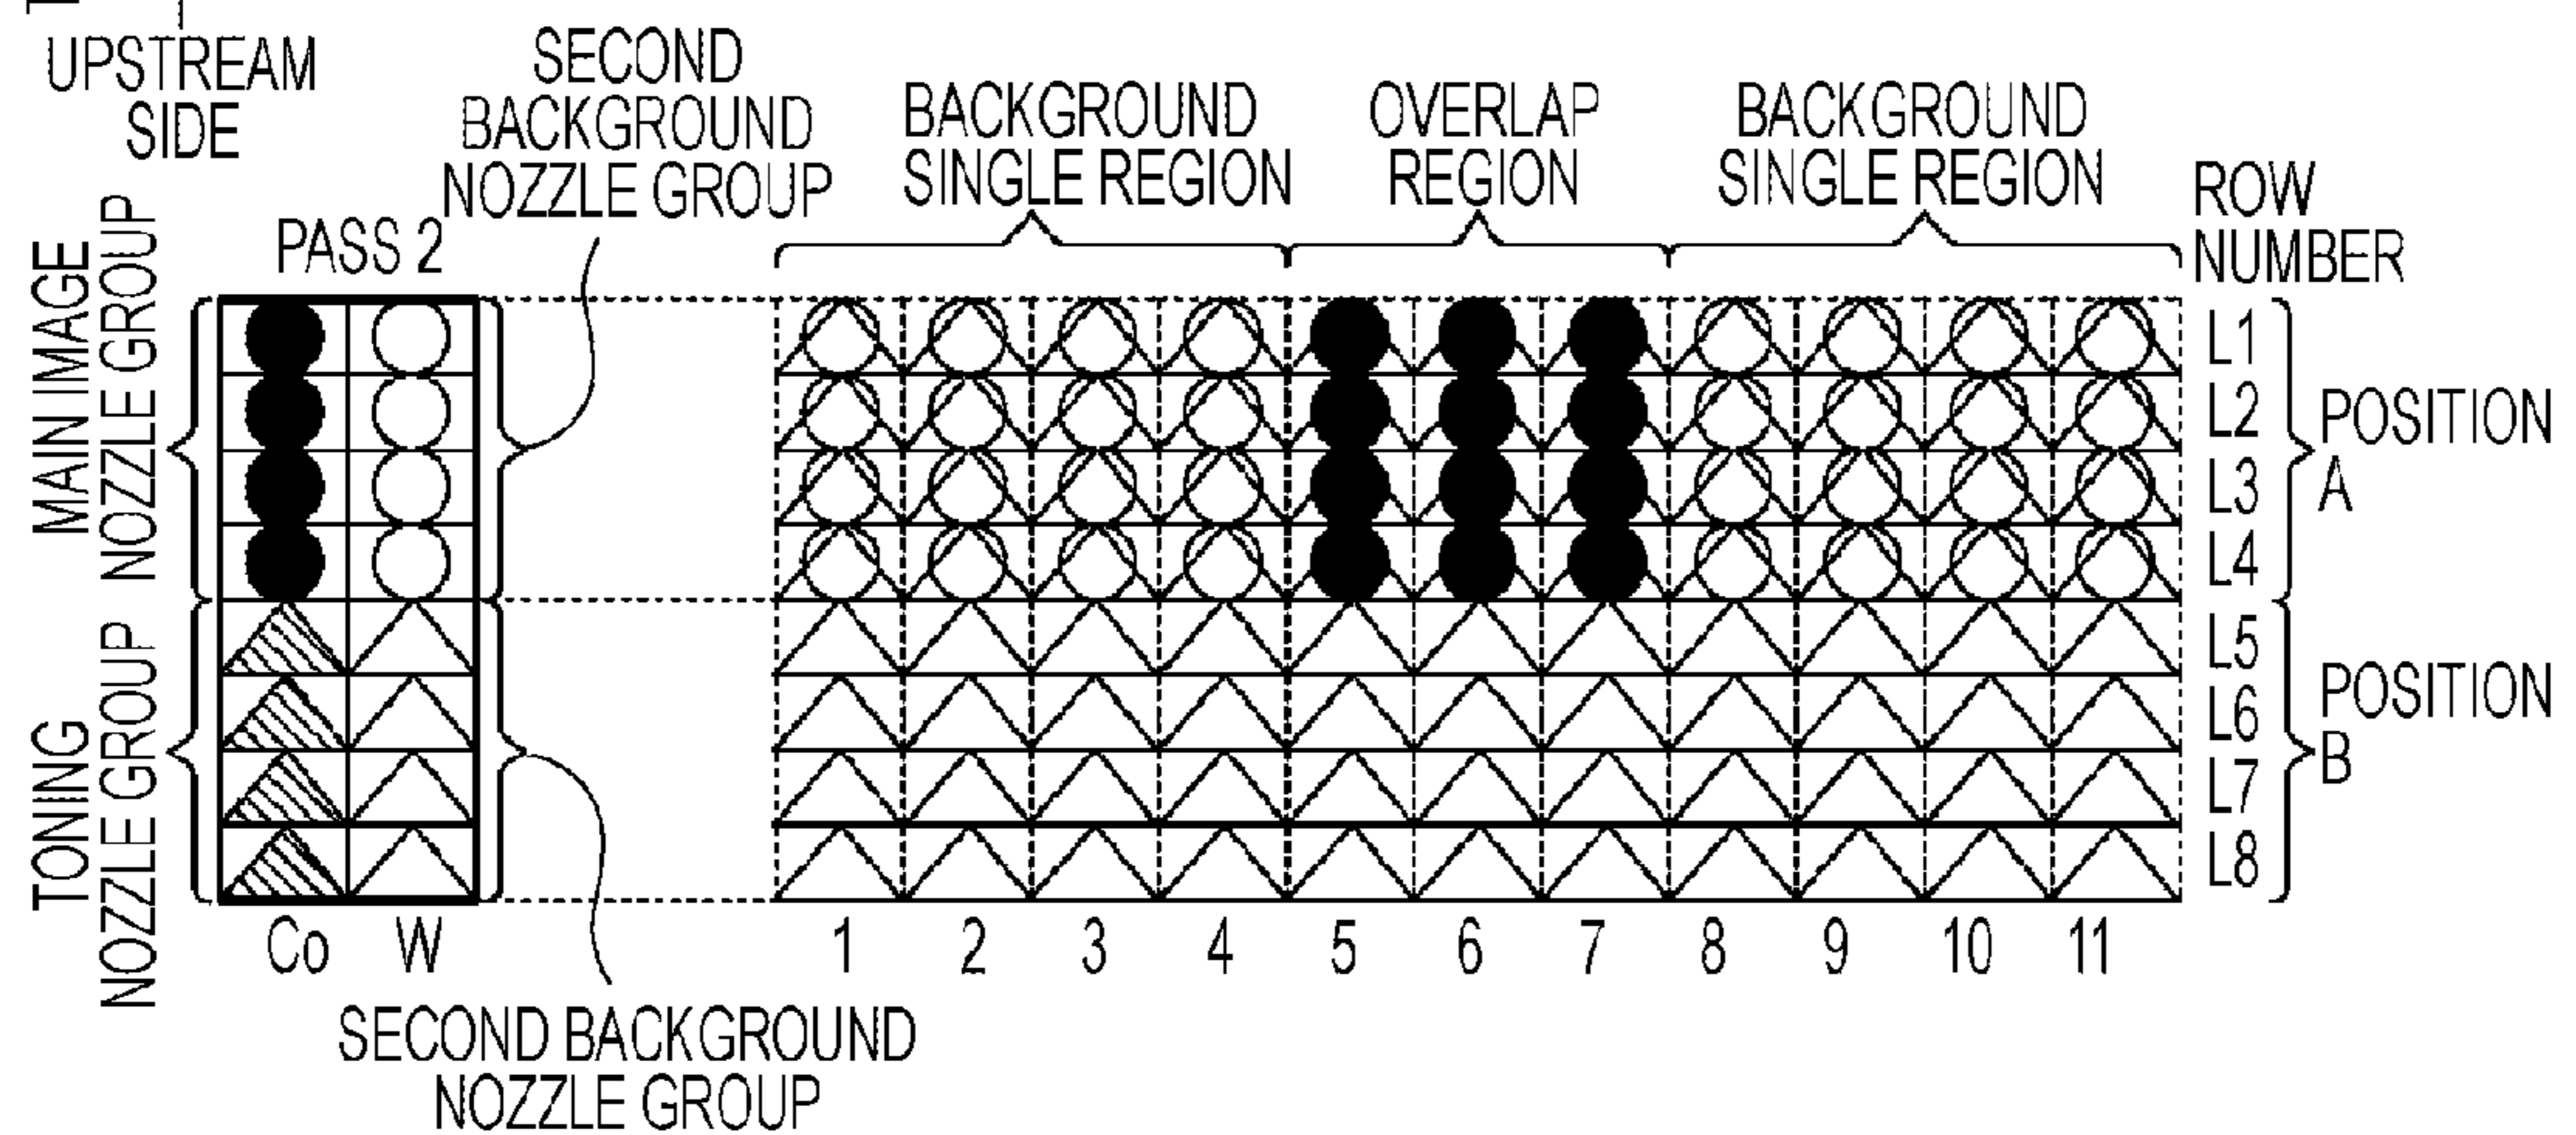 UPSTREAM
SIDE
SECOND
BACKGROUND
NOZZLE GROUP
BACKGROUND
SINGLE REGION
OVERLAP
REGION
BACKGROUND
SINGLE REGION
ROW
NUMBER
MAIN IMAGE
NOZZLE GROUP
PASS 2
L1
L2
L3
L4
POSITION
A
TONING
NOZZLE GROUP
L5
L6
L7
L8
POSITION
B
Co W
1 2 3 4 5 6 7 8 9 10 11
SECOND BACKGROUND
NOZZLE GROUP